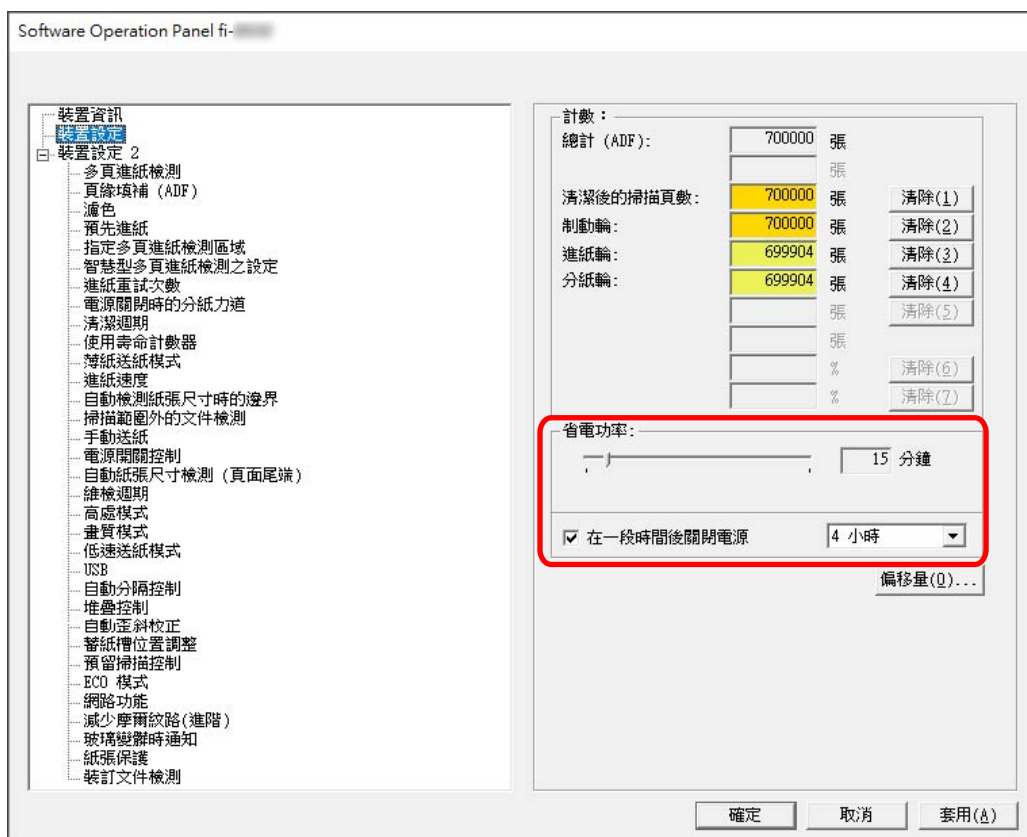 Software Operation Panel fi-
裝置資訊
裝置設定
裝置設定 2
多頁進紙檢測
頁緣填補 (ADF)
濾色
預先進紙
指定多頁進紙檢測區域
智慧型多頁進紙檢測之設定
進紙重試次數
電源關閉時的分紙力道
清潔週期
使用壽命計數器
薄紙送紙模式
進紙速度
自動檢測紙張尺寸時的邊界
掃描範圍外的文件檢測
手動送紙
電源開關控制
自動紙張尺寸檢測 (頁面尾端)
維檢週期
高處模式
畫質模式
低速送紙模式
USB
自動分隔控制
堆疊控制
自動歪斜校正
蓄紙槽位置調整
預留掃描控制
ECO 模式
網路功能
減少摩爾紋路(進階)
玻璃變髒時通知
紙張保護
裝訂文件檢測
計數：
總計 (ADF): 700000 張
張
清潔後的掃描頁數: 700000 張 清除(1)
制動輪: 700000 張 清除(2)
進紙輪: 699904 張 清除(3)
分紙輪: 699904 張 清除(4)
張 清除(5)
張
% 清除(6)
% 清除(7)
省電功率:
15 分鐘
在一段時間後關閉電源 4 小時
偏移量(O)...
確定 取消 套用(A)